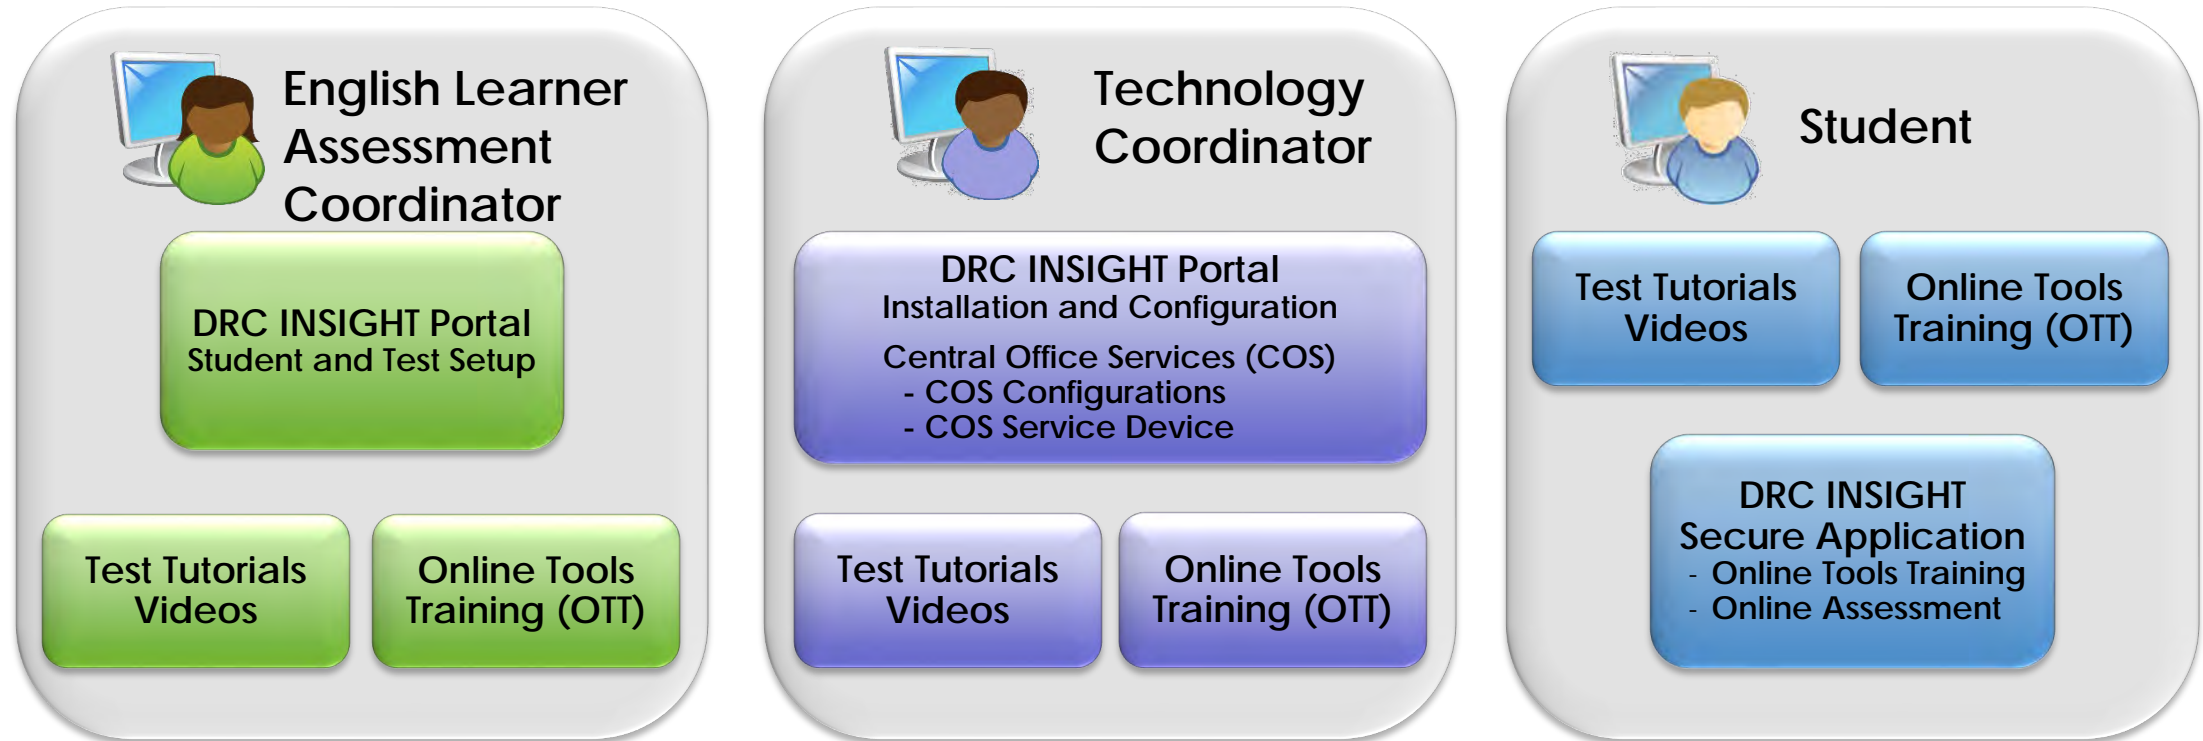 English Learner
Assessment
Coordinator
DRC INSIGHT Portal
Student and Test Setup
Test Tutorials
Videos
Online Tools
Training (OTT)
Technology
Coordinator
DRC INSIGHT Portal
Installation and Configuration
Central Office Services (COS)
- COS Configurations
- COS Service Device
Test Tutorials
Videos
Online Tools
Training (OTT)
Student
Test Tutorials
Videos
Online Tools
Training (OTT)
DRC INSIGHT
Secure Application
- Online Tools Training
- Online Assessment